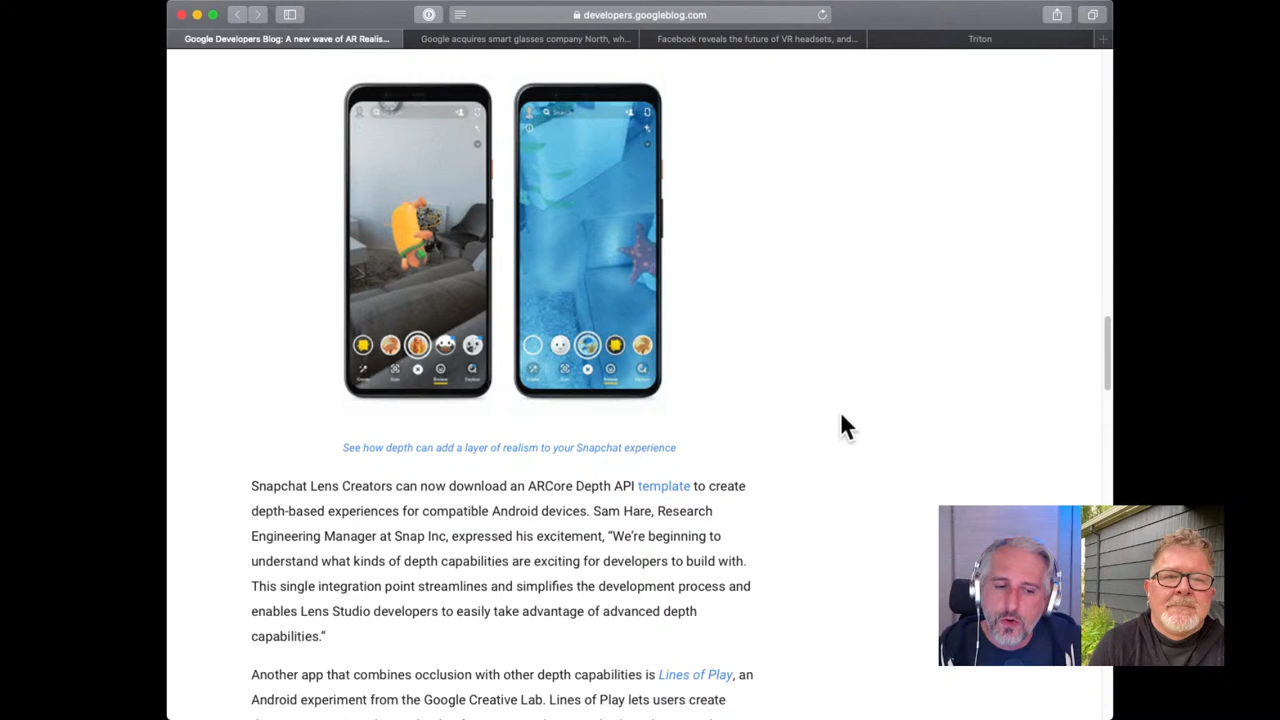 developers.googleblog.com
Google Developers Blog: A new wave of AR Realis...
Google acquires smart glasses company North, wh...
Facebook reveals the future of VR headsets, and...
Triton
See how depth can add a layer of realism to your Snapchat experience
Snapchat Lens Creators can now download an ARCore Depth API template to create
depth-based experiences for compatible Android devices. Sam Hare, Research
Engineering Manager at Snap Inc, expressed his excitement, “We’re beginning to
understand what kinds of depth capabilities are exciting for developers to build with.
This single integration point streamlines and simplifies the development process and
enables Lens Studio developers to easily take advantage of advanced depth
capabilities.”
Another app that combines occlusion with other depth capabilities is Lines of Play, an
Android experiment from the Google Creative Lab. Lines of Play lets users create